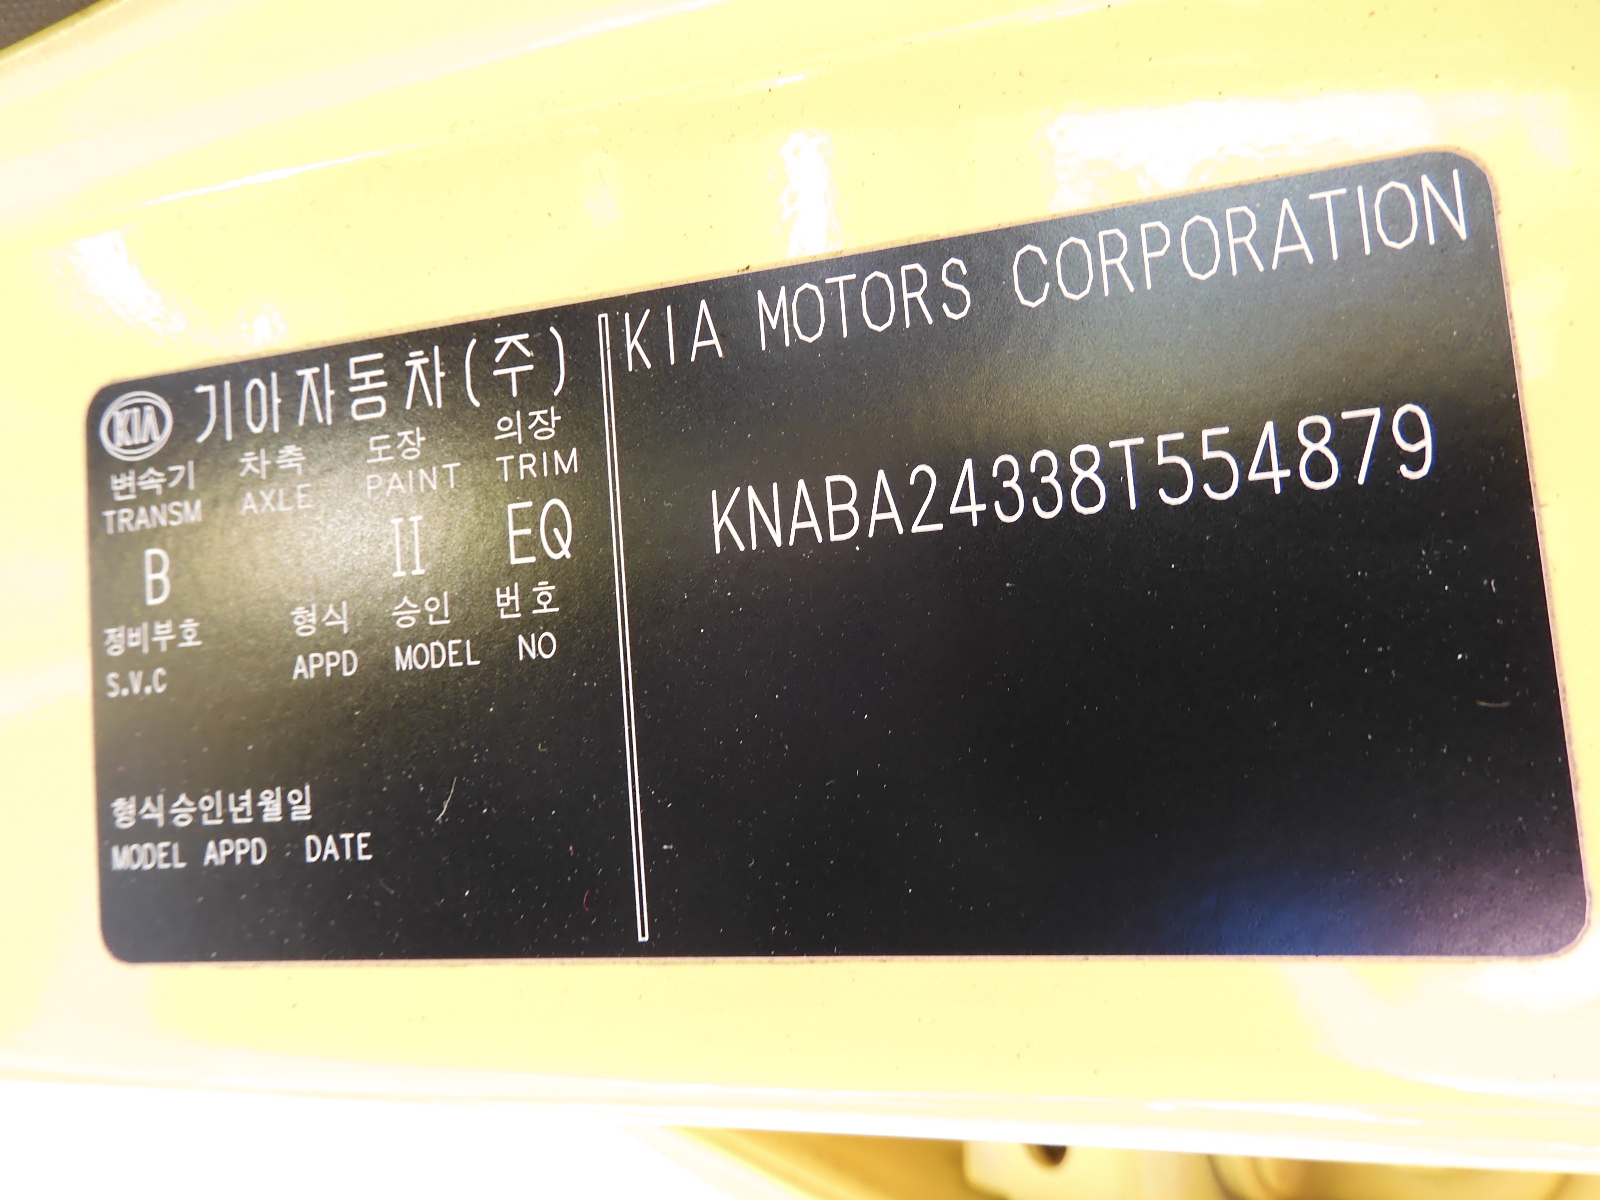 KIA 기아자동차(주)
변속기 차축 도장 의장
TRANSM AXLE PAINT TRIM
B II EQ
정비부호 형식 승인 번호
S.V.C APPD MODEL NO
형식승인년월일
MODEL APPD DATE
KIA MOTORS CORPORATION
KNABA24338T554879